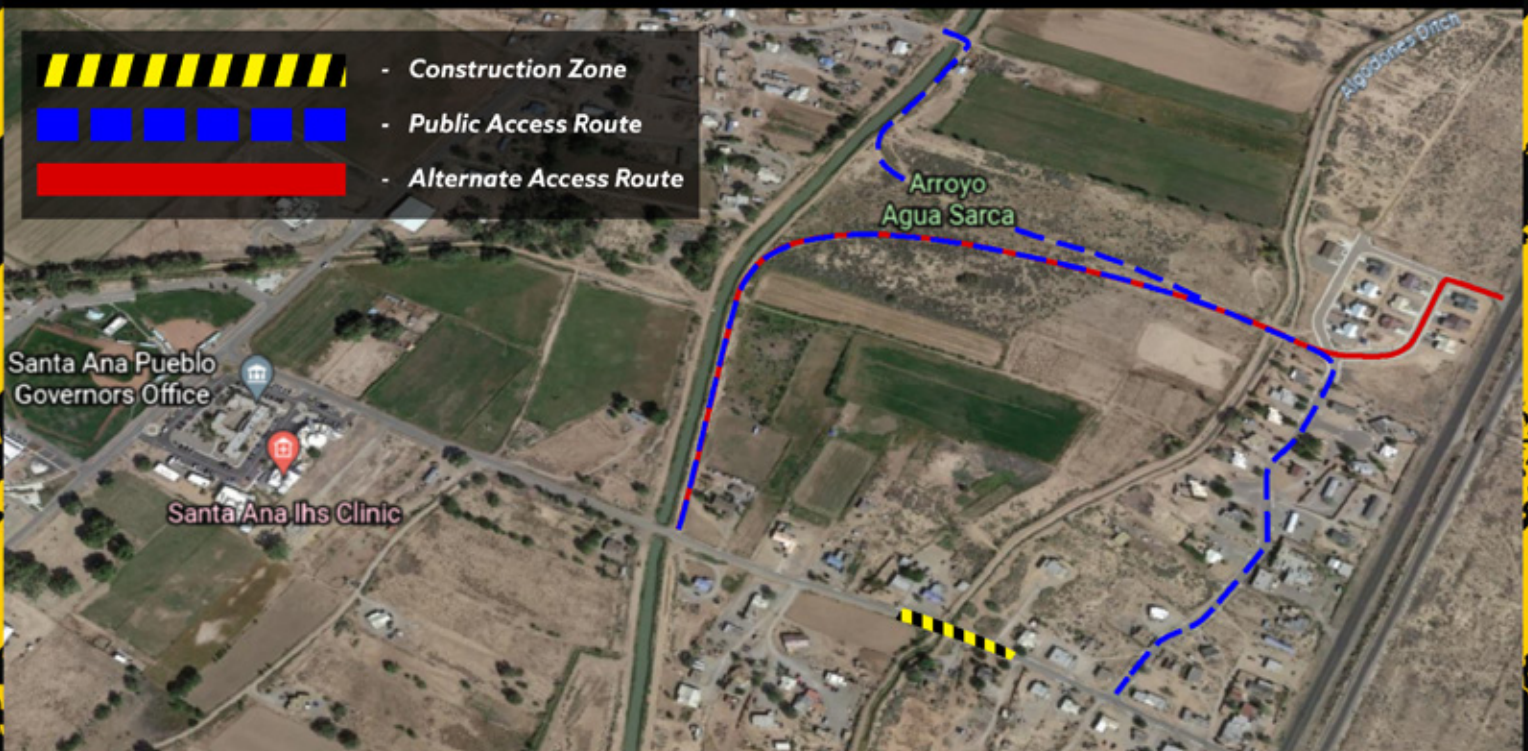 - Construction Zone
- Public Access Route
- Alternate Access Route
Algodones Ditch
Arroyo
Agua Sarca
Santa Ana Pueblo
Governors Office
Santa Ana Ihs Clinic